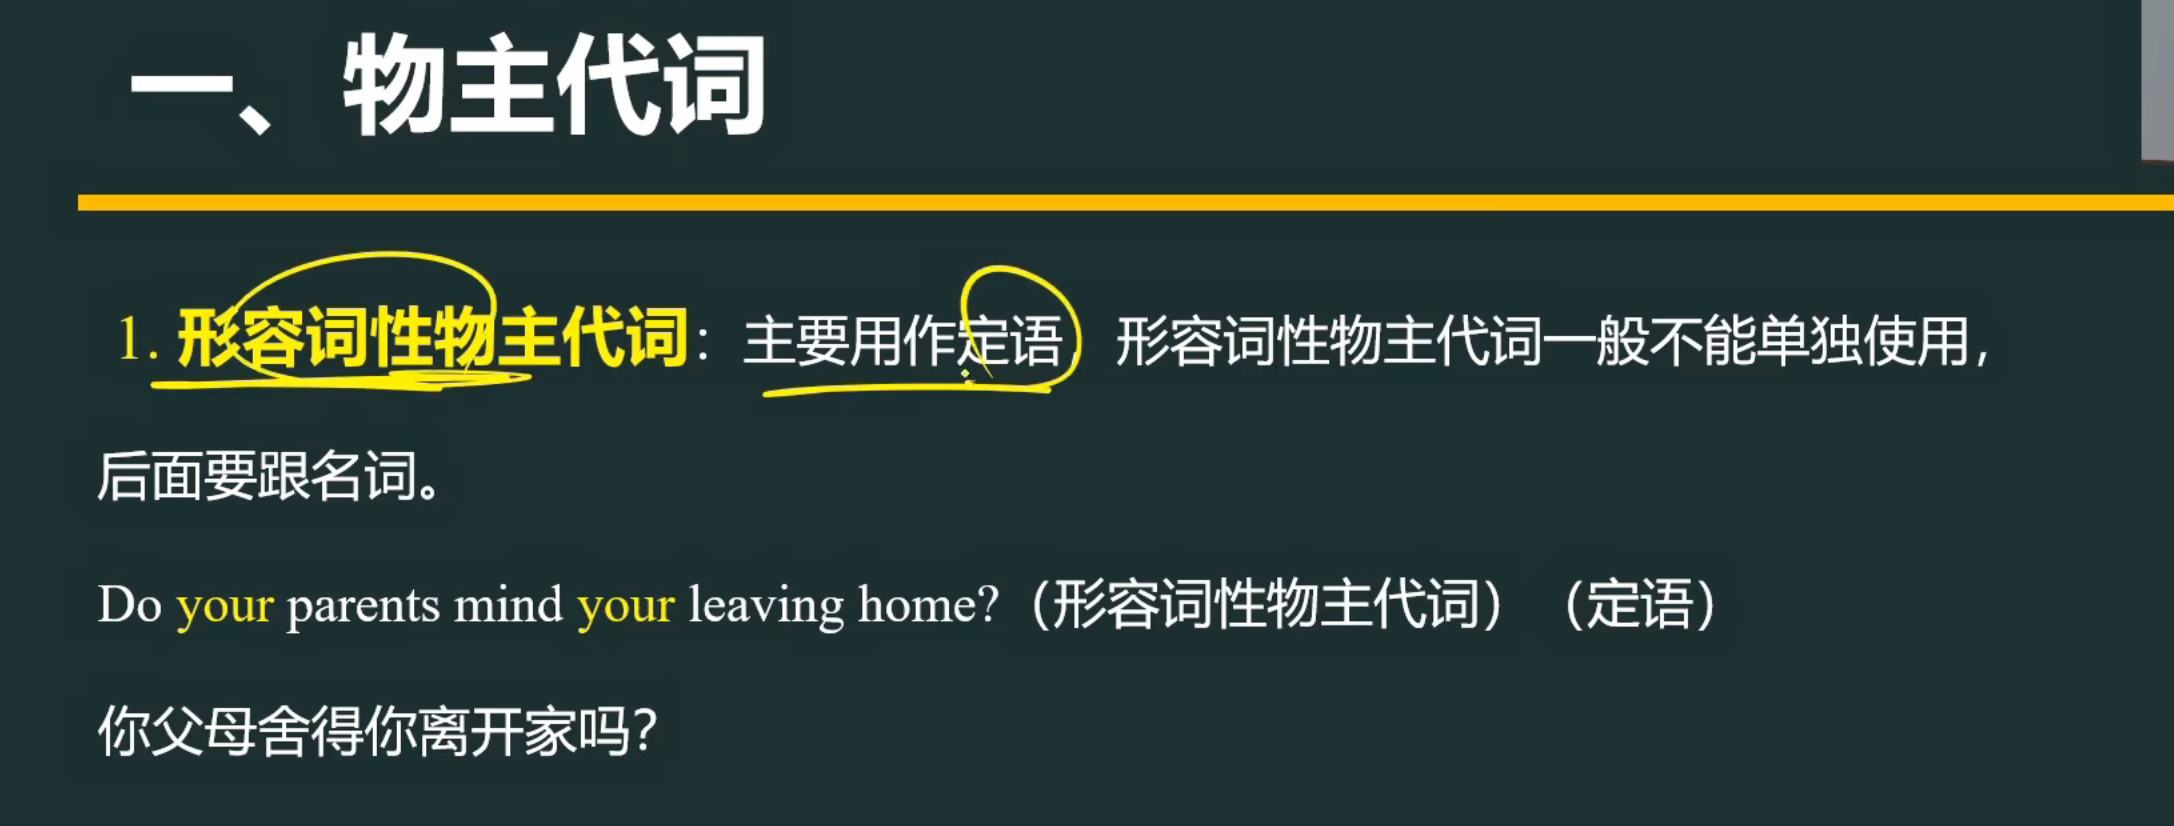 一、物主代词
1. 形容词性物主代词：主要用作定语，形容词性物主代词一般不能单独使用，
后面要跟名词。
Do your parents mind your leaving home?（形容词性物主代词）（定语）
你父母舍得你离开家吗？